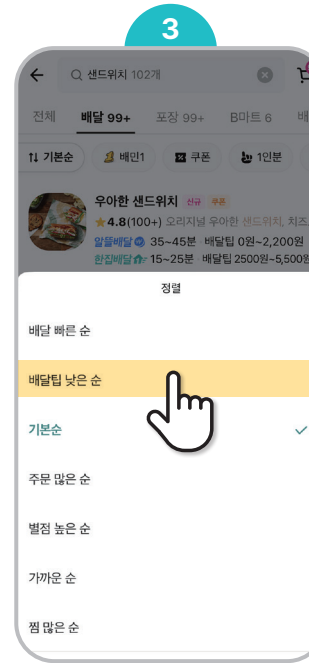 3
샌드위치 102개
전체 배달 99+ 포장 99+ B마트 6
기본순 배민1 쿠폰 1인분
우아한 샌드위치 신규 쿠폰
4.8(100+) 오리지널 우아한 샌드위치, 치즈
알뜰배달 35~45분 배달팁 0원~2,200원
한집배달 15~25분 배달팁 2500원~5,500원
정렬
배달 빠른 순
배달팁 낮은 순
기본순
주문 많은 순
별점 높은 순
가까운 순
찜 많은 순